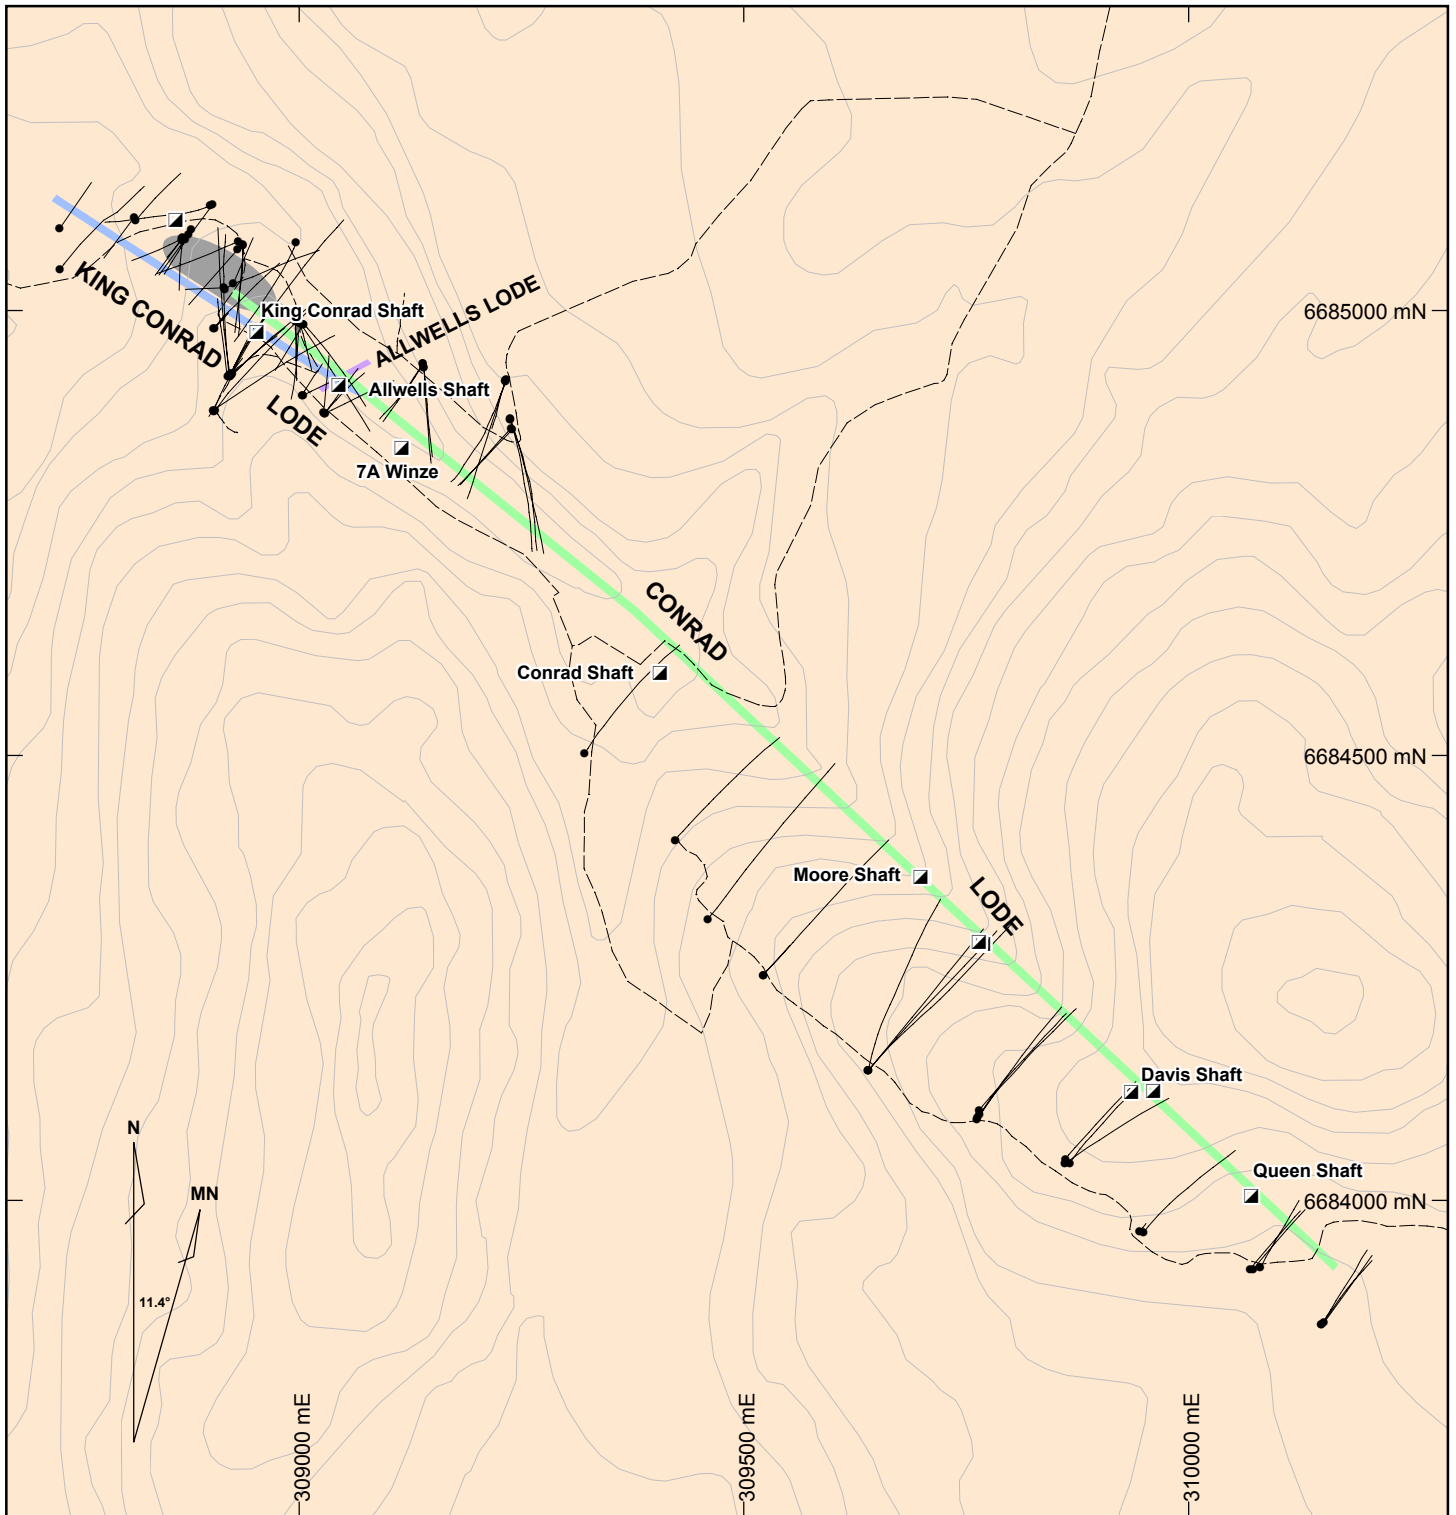 6685000 mN
KING CONRAD
LODE
King Conrad Shaft
ALLWELLS LODE
Allwells Shaft
7A Winze
CONRAD
LODE
Conrad Shaft
6684500 mN
Moore Shaft
Davis Shaft
Queen Shaft
6684000 mN
N
MN
11.4°
309000 mE
309500 mE
310000 mE